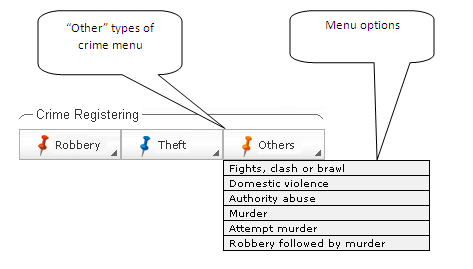 “Other” types of
crime menu
Menu options
Crime Registering
Robbery
Theft
Others
Fights, clash or brawl
Domestic violence
Authority abuse
Murder
Attempt murder
Robbery followed by murder